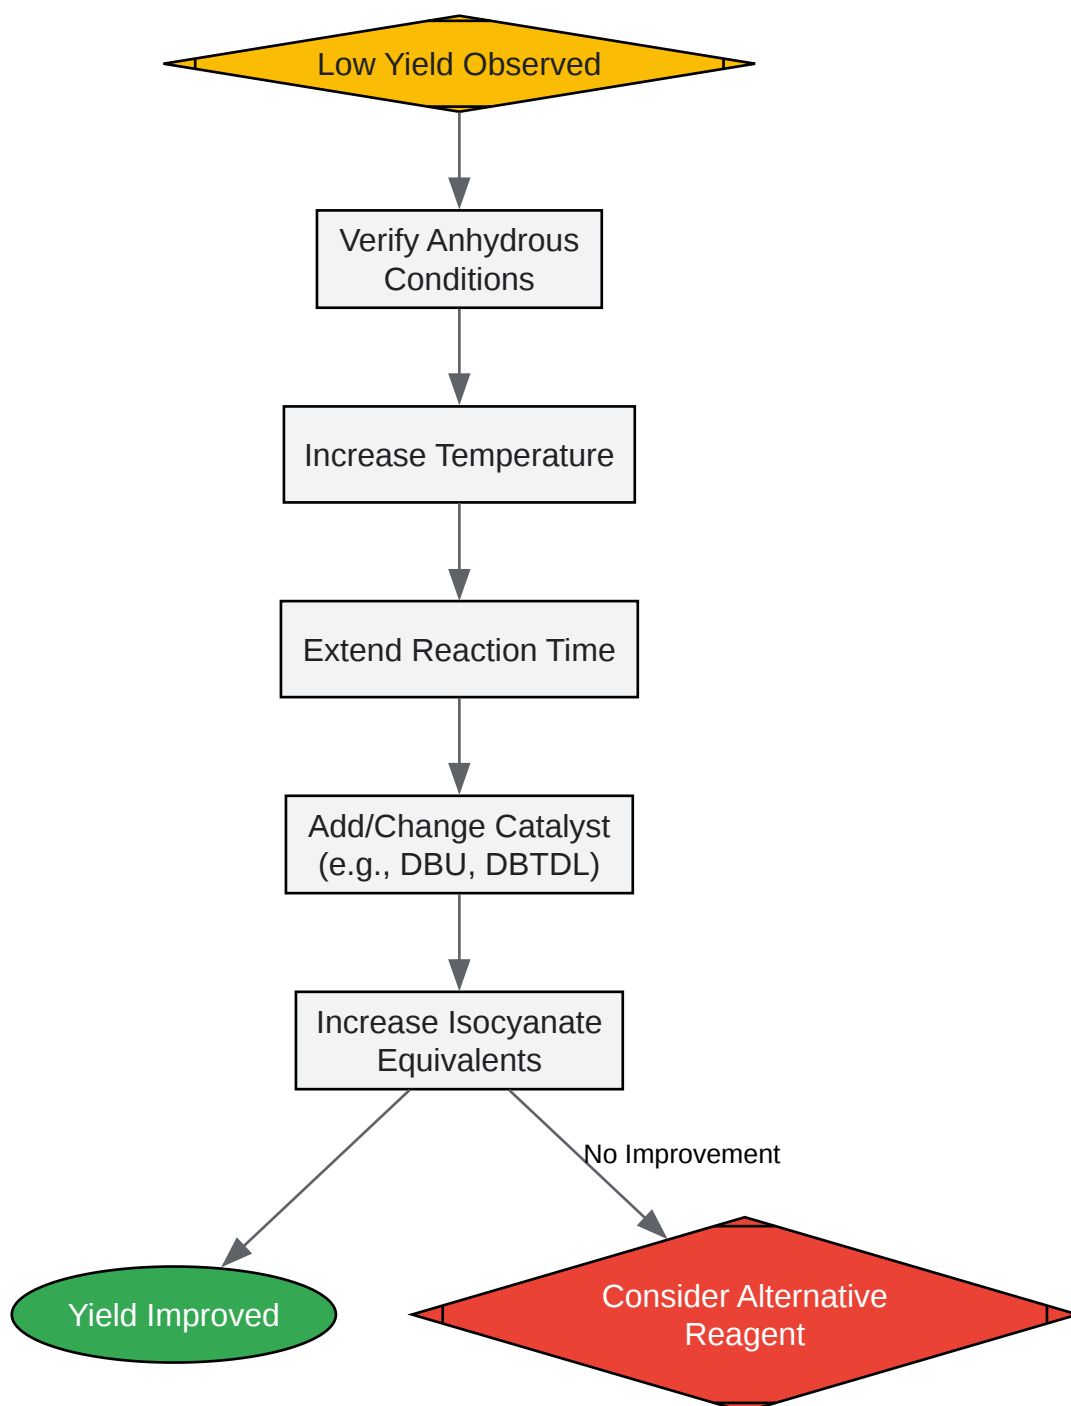 Low Yield Observed
Verify Anhydrous
Conditions
Increase Temperature
Extend Reaction Time
Add/Change Catalyst
(e.g., DBU, DBTDL)
Increase Isocyanate
Equivalents
No Improvement
Yield Improved
Consider Alternative
Reagent